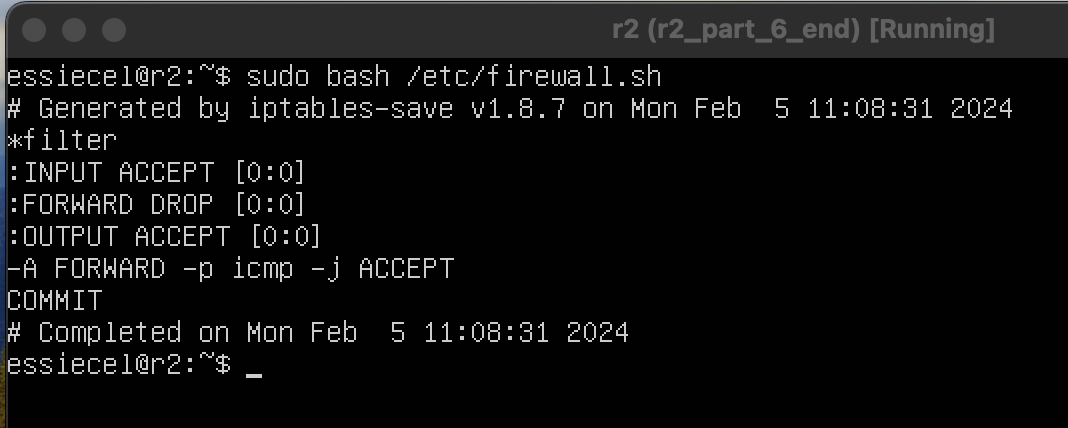 r2 (r2_part_6_end) [Running]
essiecel@r2:~$ sudo bash /etc/firewall.sh
# Generated by iptables-save v1.8.7 on Mon Feb  5 11:08:31 2024
*filter
:INPUT ACCEPT [0:0]
:FORWARD DROP [0:0]
:OUTPUT ACCEPT [0:0]
-A FORWARD -p icmp -j ACCEPT
COMMIT
# Completed on Mon Feb  5 11:08:31 2024
essiecel@r2:~$ _